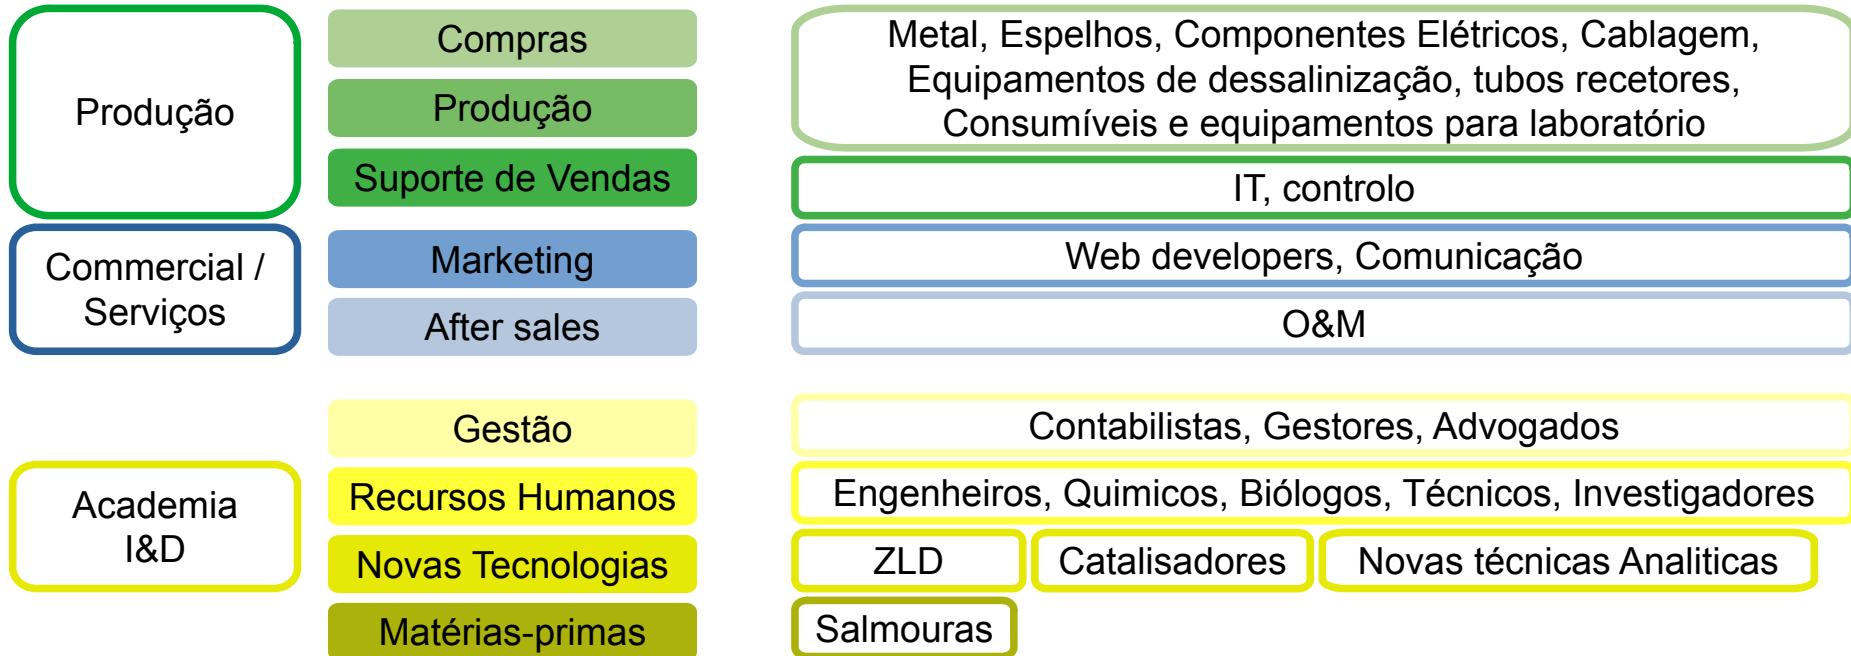 Produção
Compras
Produção
Suporte de Vendas
Metal, Espelhos, Componentes Elétricos, Cablagem,
Equipamentos de dessalinização, tubos recetores,
Consumíveis e equipamentos para laboratório
IT, controlo
Commercial /
Serviços
Marketing
Web developers, Comunicação
After sales
O&M
Gestão
Contabilistas, Gestores, Advogados
Academia
I&D
Recursos Humanos
Engenheiros, Quimicos, Biólogos, Técnicos, Investigadores
Novas Tecnologias
ZLD
Catalisadores
Novas técnicas Analiticas
Matérias-primas
Salmouras